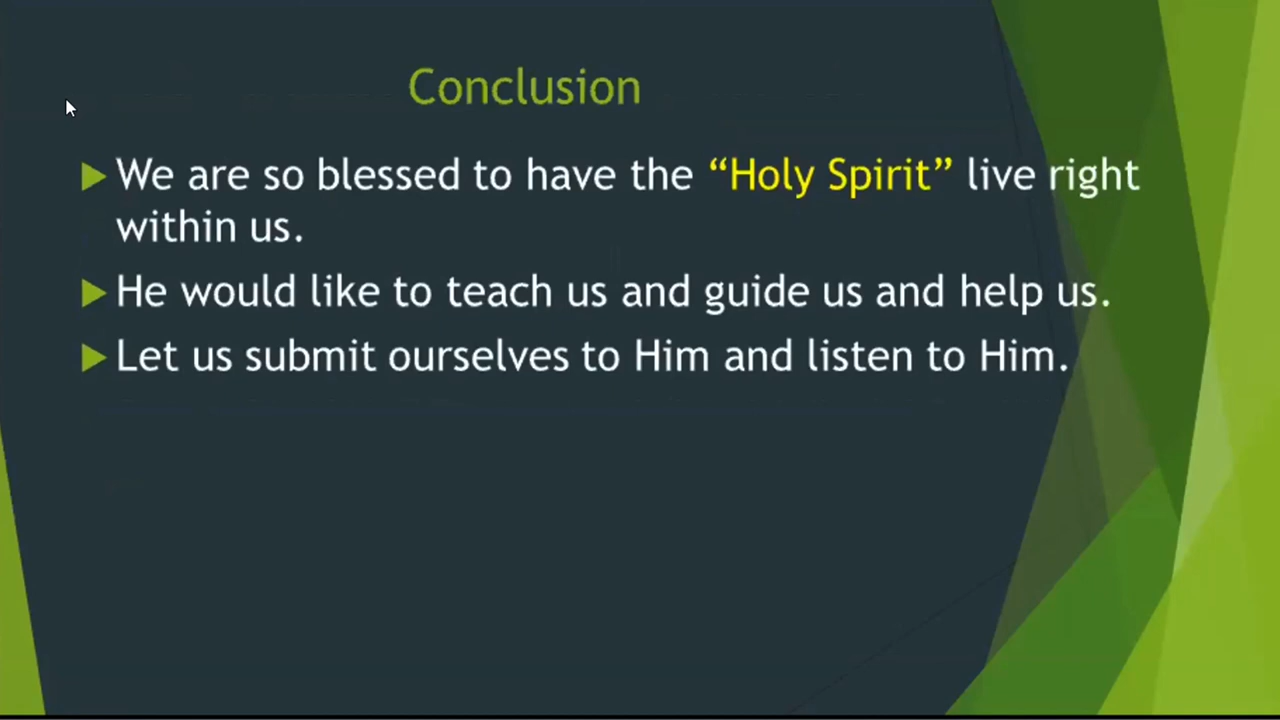 Conclusion
We are so blessed to have the “Holy Spirit” live right
within us.
He would like to teach us and guide us and help us.
Let us submit ourselves to Him and listen to Him.